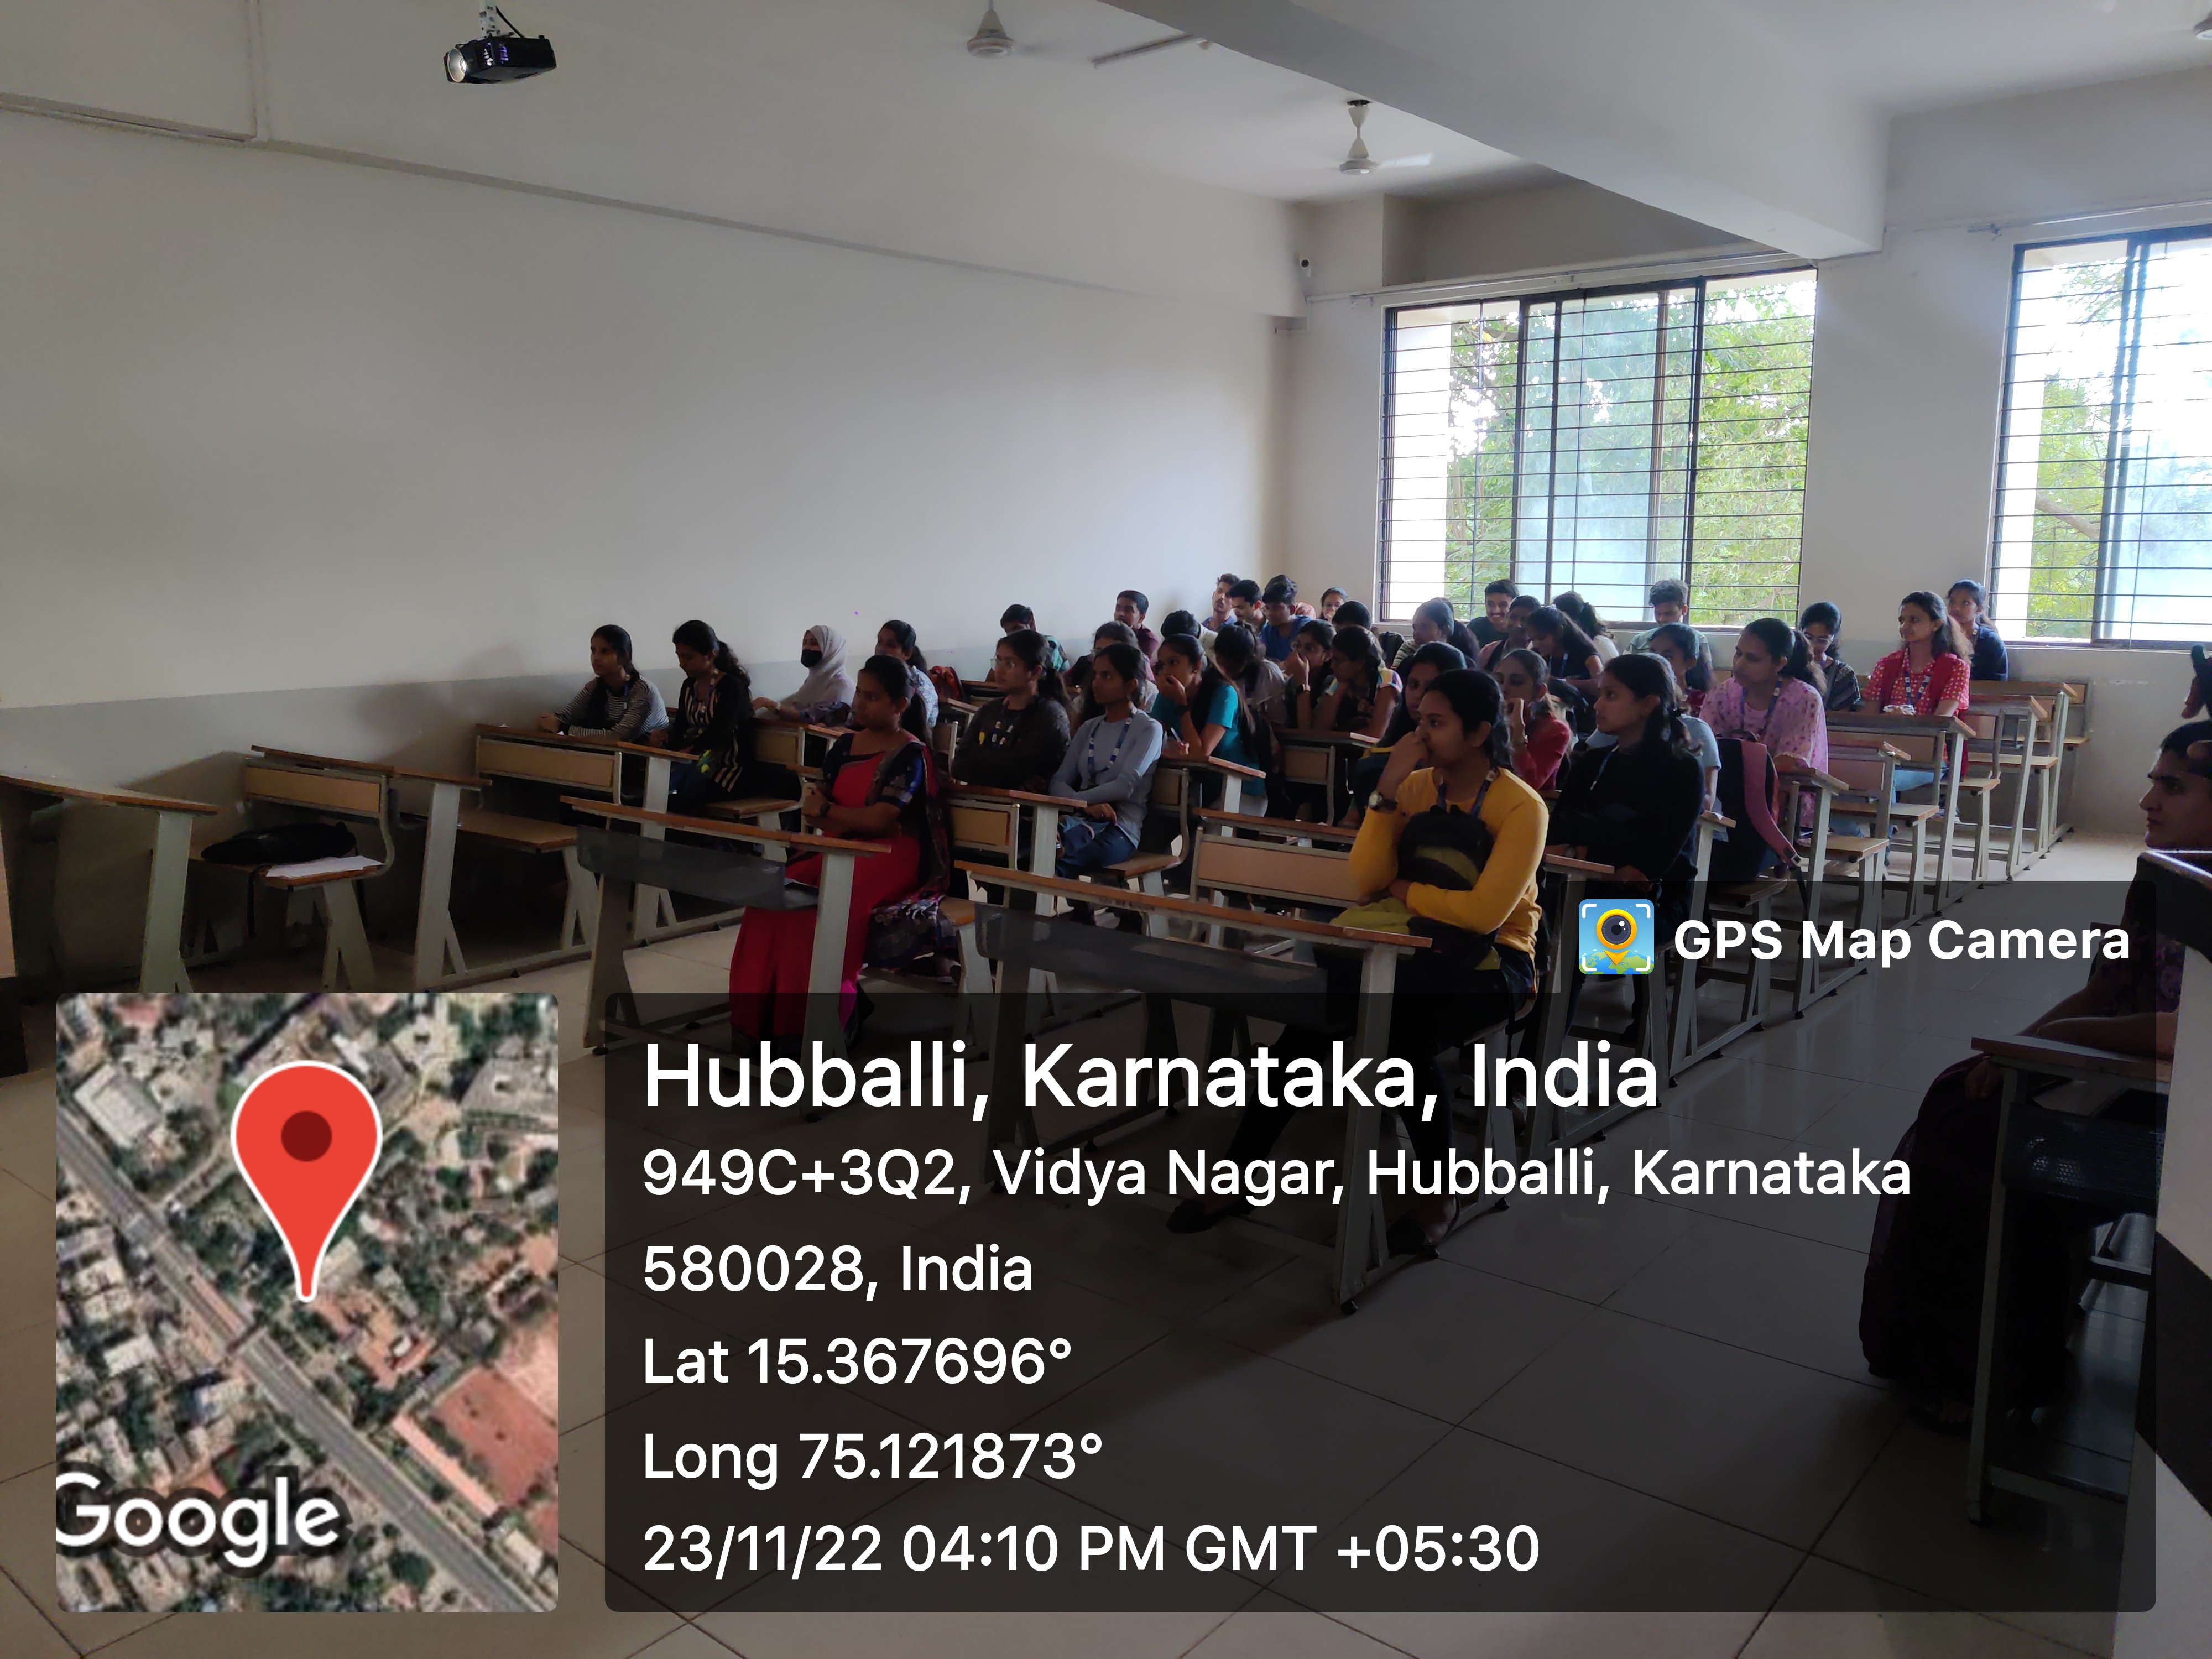 GPS Map Camera
Hubballi, Karnataka, India
949C+3Q2, Vidya Nagar, Hubballi, Karnataka
580028, India
Lat 15.367696°
Long 75.121873°
23/11/22 04:10 PM GMT +05:30
Google